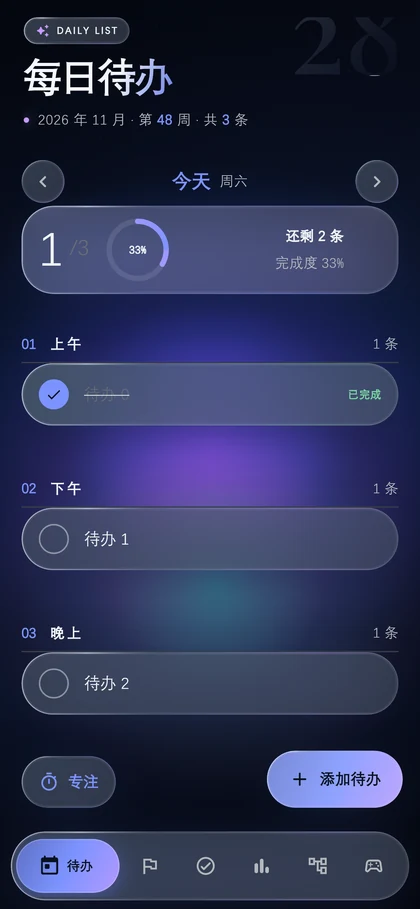 DAILY LIST
28
每日待办
2026 年 11 月 · 第 48 周 · 共 3 条
今天 周六
1 /3 33% 还剩 2 条
完成度 33%
01 上午 1 条
待办 0 已完成
02 下午 1 条
待办 1
03 晚上 1 条
待办 2
专注 添加待办
待办